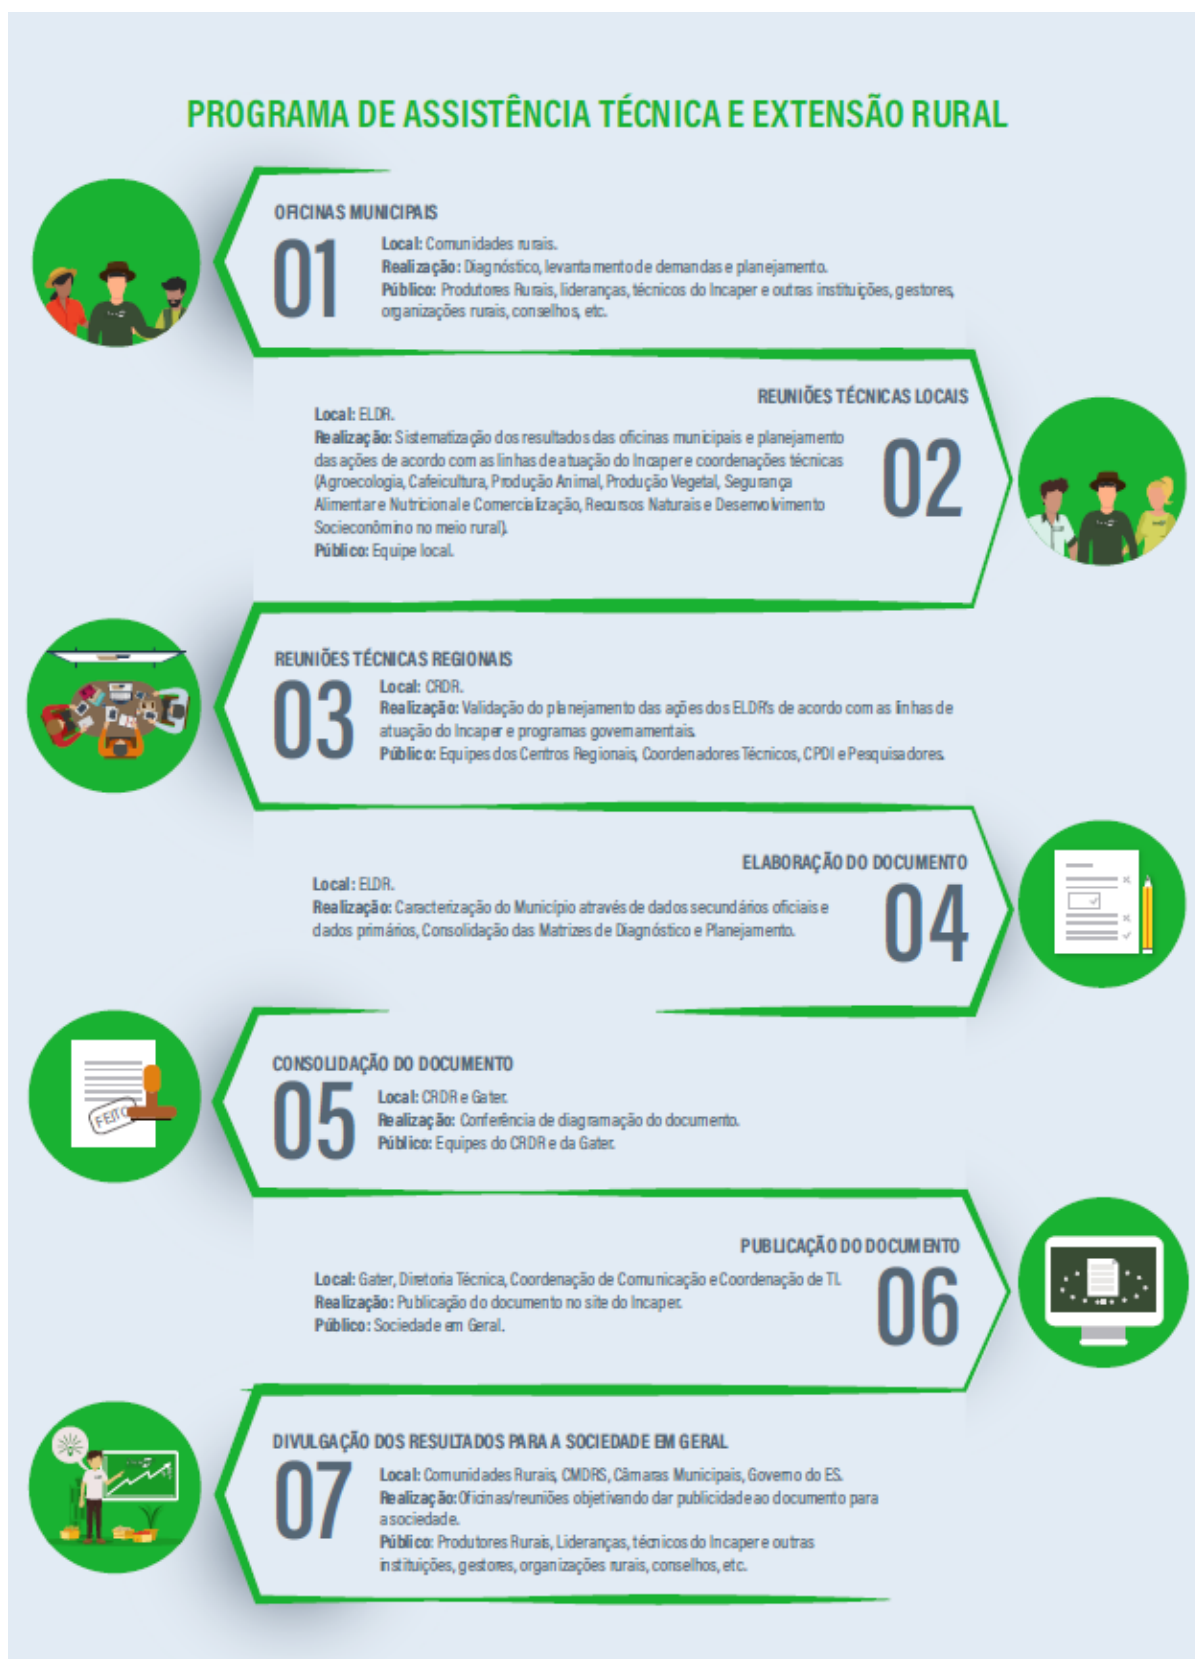 PROGRAMA DE ASSISTÊNCIA TÉCNICA E EXTENSÃO RURAL
OFICINAS MUNICIPAIS
01
Local: Comunidades rurais.
Realização: Diagnóstico, levantamento de demandas e planejamento.
Público: Produtores Rurais, lideranças, técnicos do Incaper e outras instituições, gestores,
organizações rurais, conselhos, etc.
REUNIÕES TÉCNICAS LOCAIS
02
Local: ELDR.
Realização: Sistematização dos resultados das oficinas municipais e planejamento
das ações de acordo com as linhas de atuação do Incaper e coordenações técnicas
(Agroecologia, Cafeicultura, Produção Animal, Produção Vegetal, Segurança
Alimentar e Nutricional e Comercialização, Recursos Naturais e Desenvolvimento
Socieconômino no meio rural).
Público: Equipe local.
REUNIÕES TÉCNICAS REGIONAIS
03
Local: CRDR.
Realização: Validação do planejamento das ações dos ELDR's de acordo com as linhas de
atuação do Incaper e programas governamentais.
Público: Equipes dos Centros Regionais, Coordenadores Técnicos, CPDI e Pesquisadores.
ELABORAÇÃO DO DOCUMENTO
04
Local: ELDR.
Realização: Caracterização do Município através de dados secundários oficiais e
dados primários, Consolidação das Matrizes de Diagnóstico e Planejamento.
FEITO
CONSOLIDAÇÃO DO DOCUMENTO
05
Local: CRDR e Gater.
Realização: Conferência de diagramação do documento.
Público: Equipes do CRDR e da Gater.
PUBLICAÇÃO DO DOCUMENTO
06
Local: Gater, Diretoria Técnica, Coordenação de Comunicação e Coordenação de TI.
Realização: Publicação do documento no site do Incaper.
Público: Sociedade em Geral.
DIVULGAÇÃO DOS RESULTADOS PARA A SOCIEDADE EM GERAL
07
Local: Comunidades Rurais, CMDRS, Câmaras Municipais, Governo do ES.
Realização: Oficinas/reuniões objetivando dar publicidade ao documento para
a sociedade.
Público: Produtores Rurais, Lideranças, técnicos do Incaper e outras
instituições, gestores, organizações rurais, conselhos, etc.